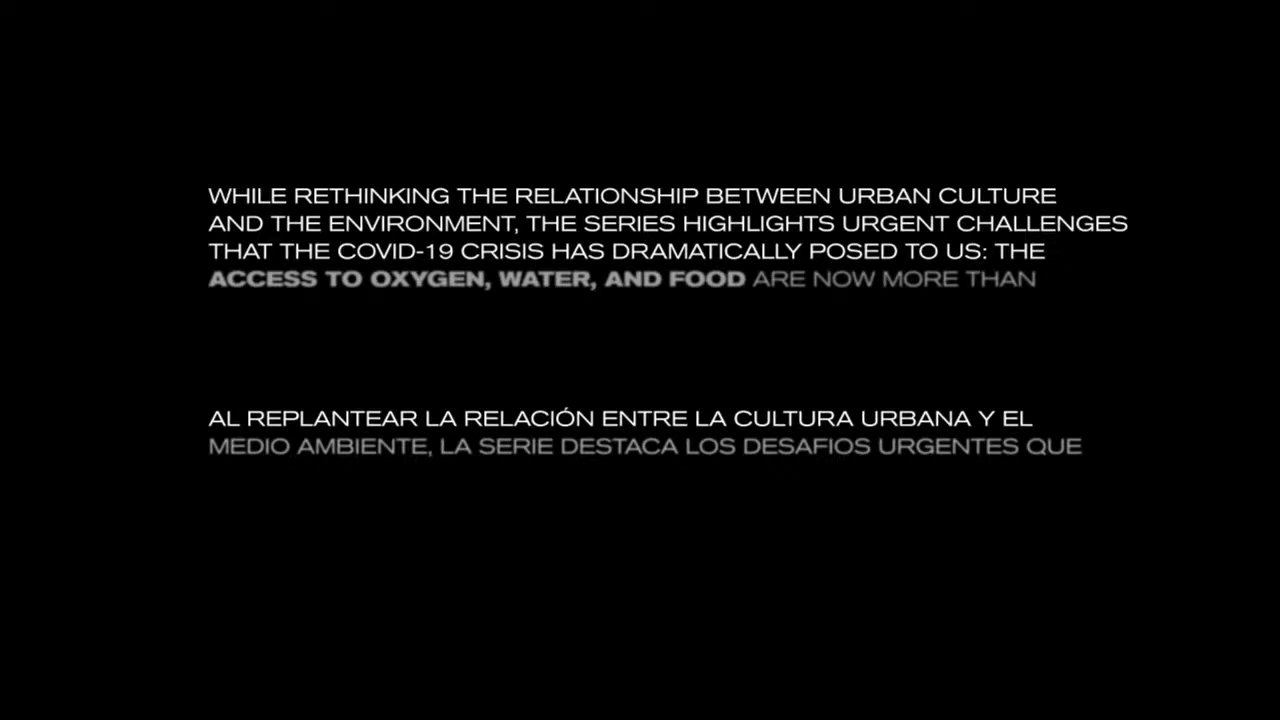 WHILE RETHINKING THE RELATIONSHIP BETWEEN URBAN CULTURE
AND THE ENVIRONMENT, THE SERIES HIGHLIGHTS URGENT CHALLENGES
THAT THE COVID-19 CRISIS HAS DRAMATICALLY POSED TO US: THE
ACCESS TO OXYGEN, WATER, AND FOOD ARE NOW MORE THAN
AL REPLANTEAR LA RELACIÓN ENTRE LA CULTURA URBANA Y EL
MEDIO AMBIENTE, LA SERIE DESTACA LOS DESAFIOS URGENTES QUE